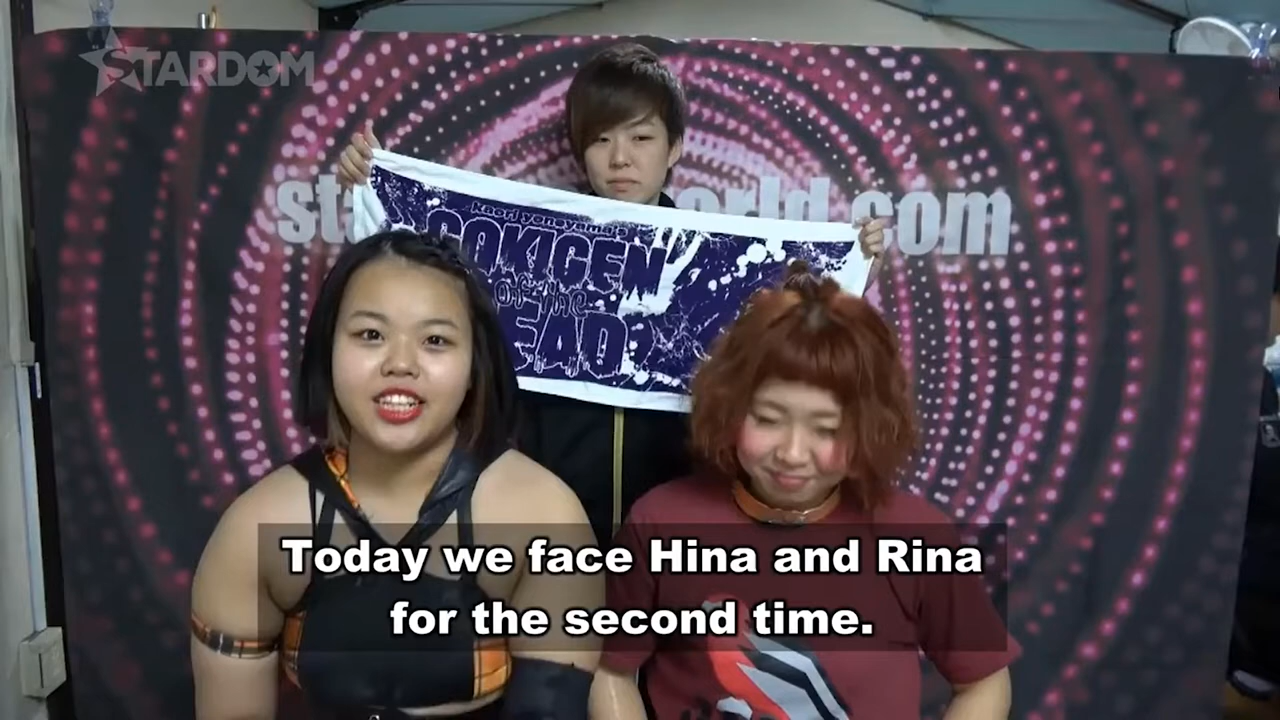 STARDOM
sta orld.com
kaori yoneyama's
GOKIGEN
of the
EAD
Today we face Hina and Rina
for the second time.